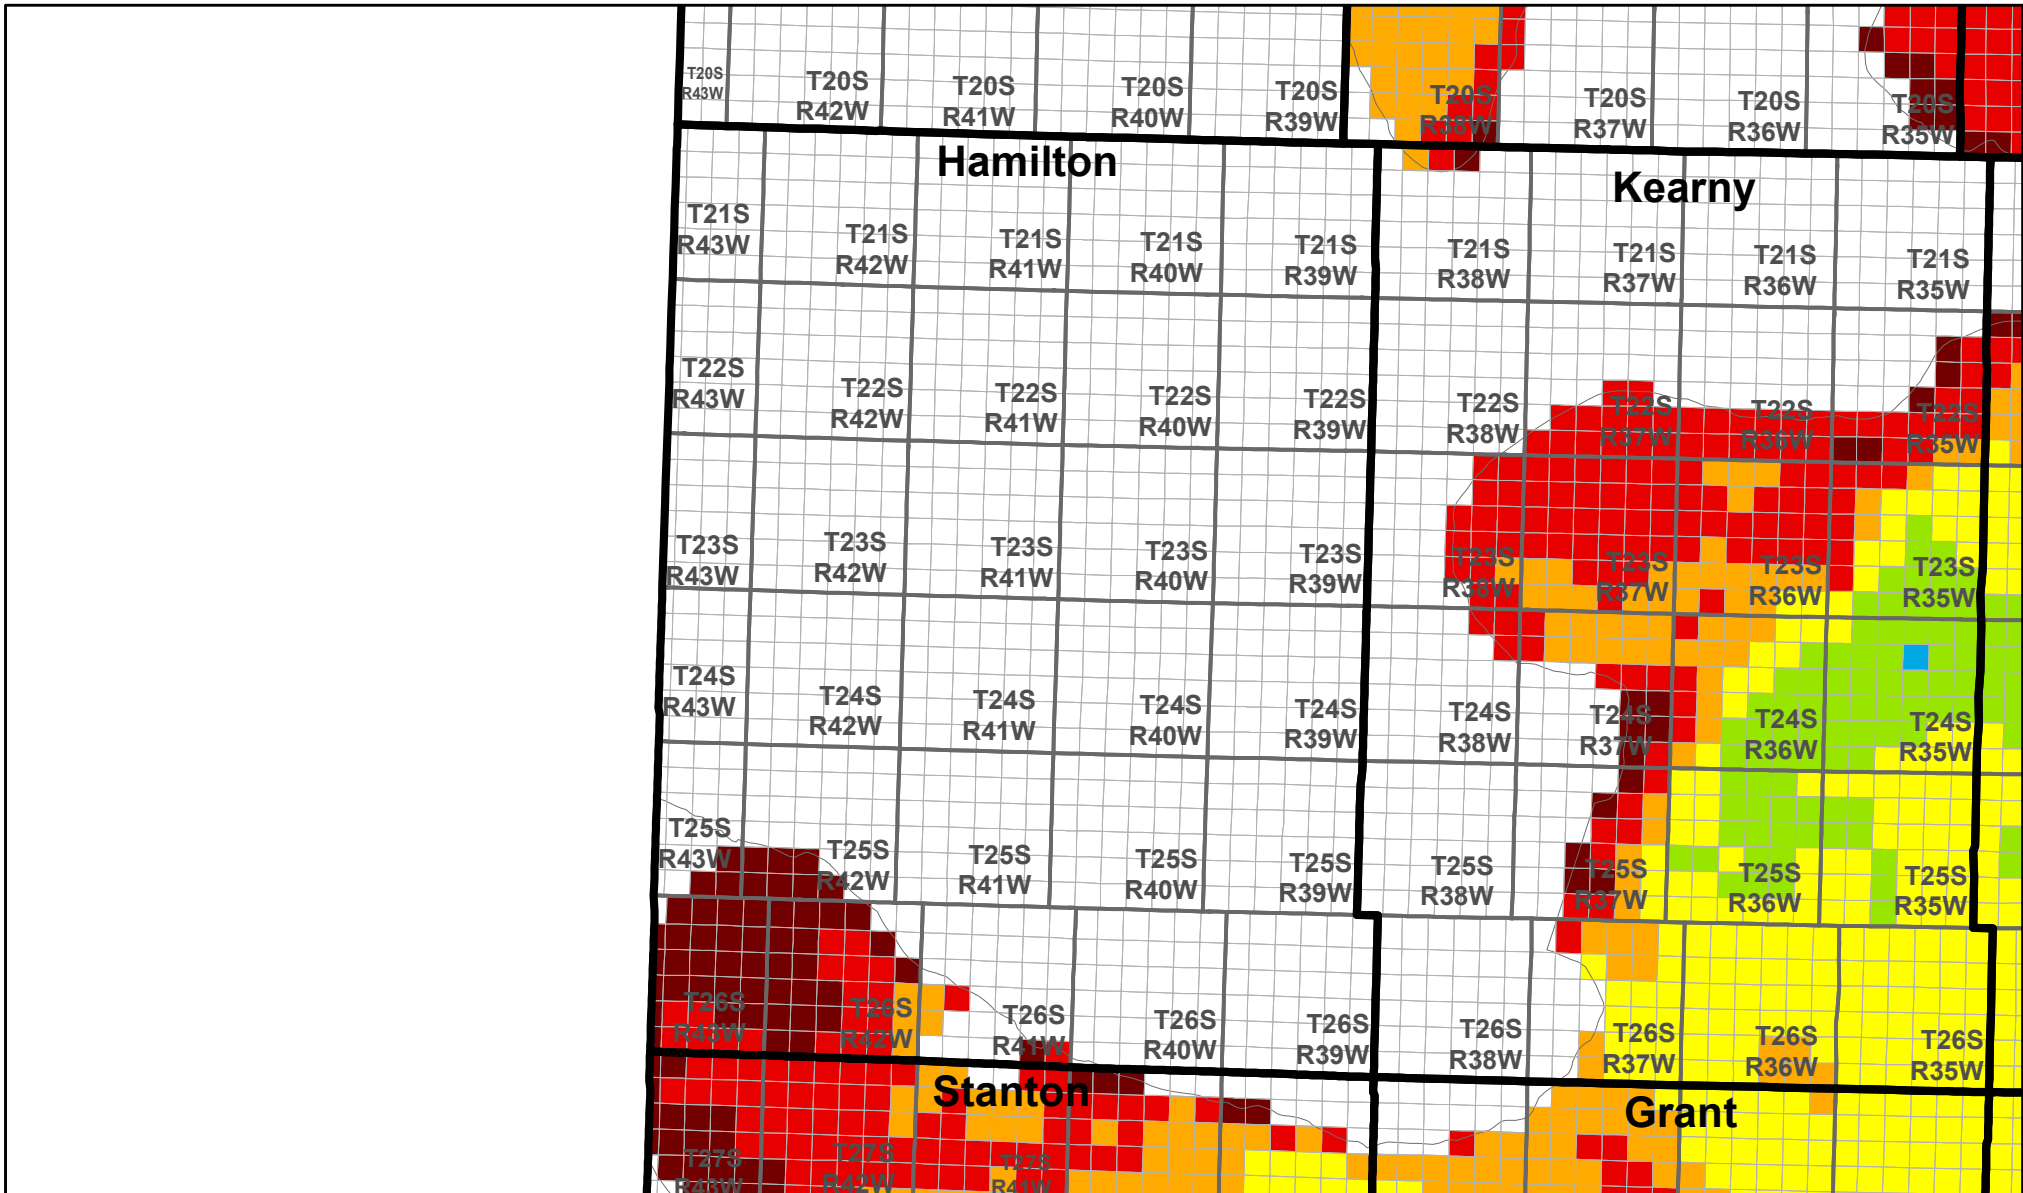 T20S
R43W
T20S
R42W
T20S
R41W
T20S
R40W
T20S
R39W
T20S
R38W
T20S
R37W
T20S
R36W
T20S
R35W
Hamilton
Kearny
T21S
R43W
T21S
R42W
T21S
R41W
T21S
R40W
T21S
R39W
T21S
R38W
T21S
R37W
T21S
R36W
T21S
R35W
T22S
R43W
T22S
R42W
T22S
R41W
T22S
R40W
T22S
R39W
T22S
R38W
T22S
R37W
T22S
R36W
T22S
R35W
T23S
R43W
T23S
R42W
T23S
R41W
T23S
R40W
T23S
R39W
T23S
R38W
T23S
R37W
T23S
R36W
T23S
R35W
T24S
R43W
T24S
R42W
T24S
R41W
T24S
R40W
T24S
R39W
T24S
R38W
T24S
R37W
T24S
R36W
T24S
R35W
T25S
R43W
T25S
R42W
T25S
R41W
T25S
R40W
T25S
R39W
T25S
R38W
T25S
R37W
T25S
R36W
T25S
R35W
T26S
R43W
T26S
R42W
T26S
R41W
T26S
R40W
T26S
R39W
T26S
R38W
T26S
R37W
T26S
R36W
T26S
R35W
Stanton
Grant
T27S
R43W
T27S
R42W
T27S
R41W